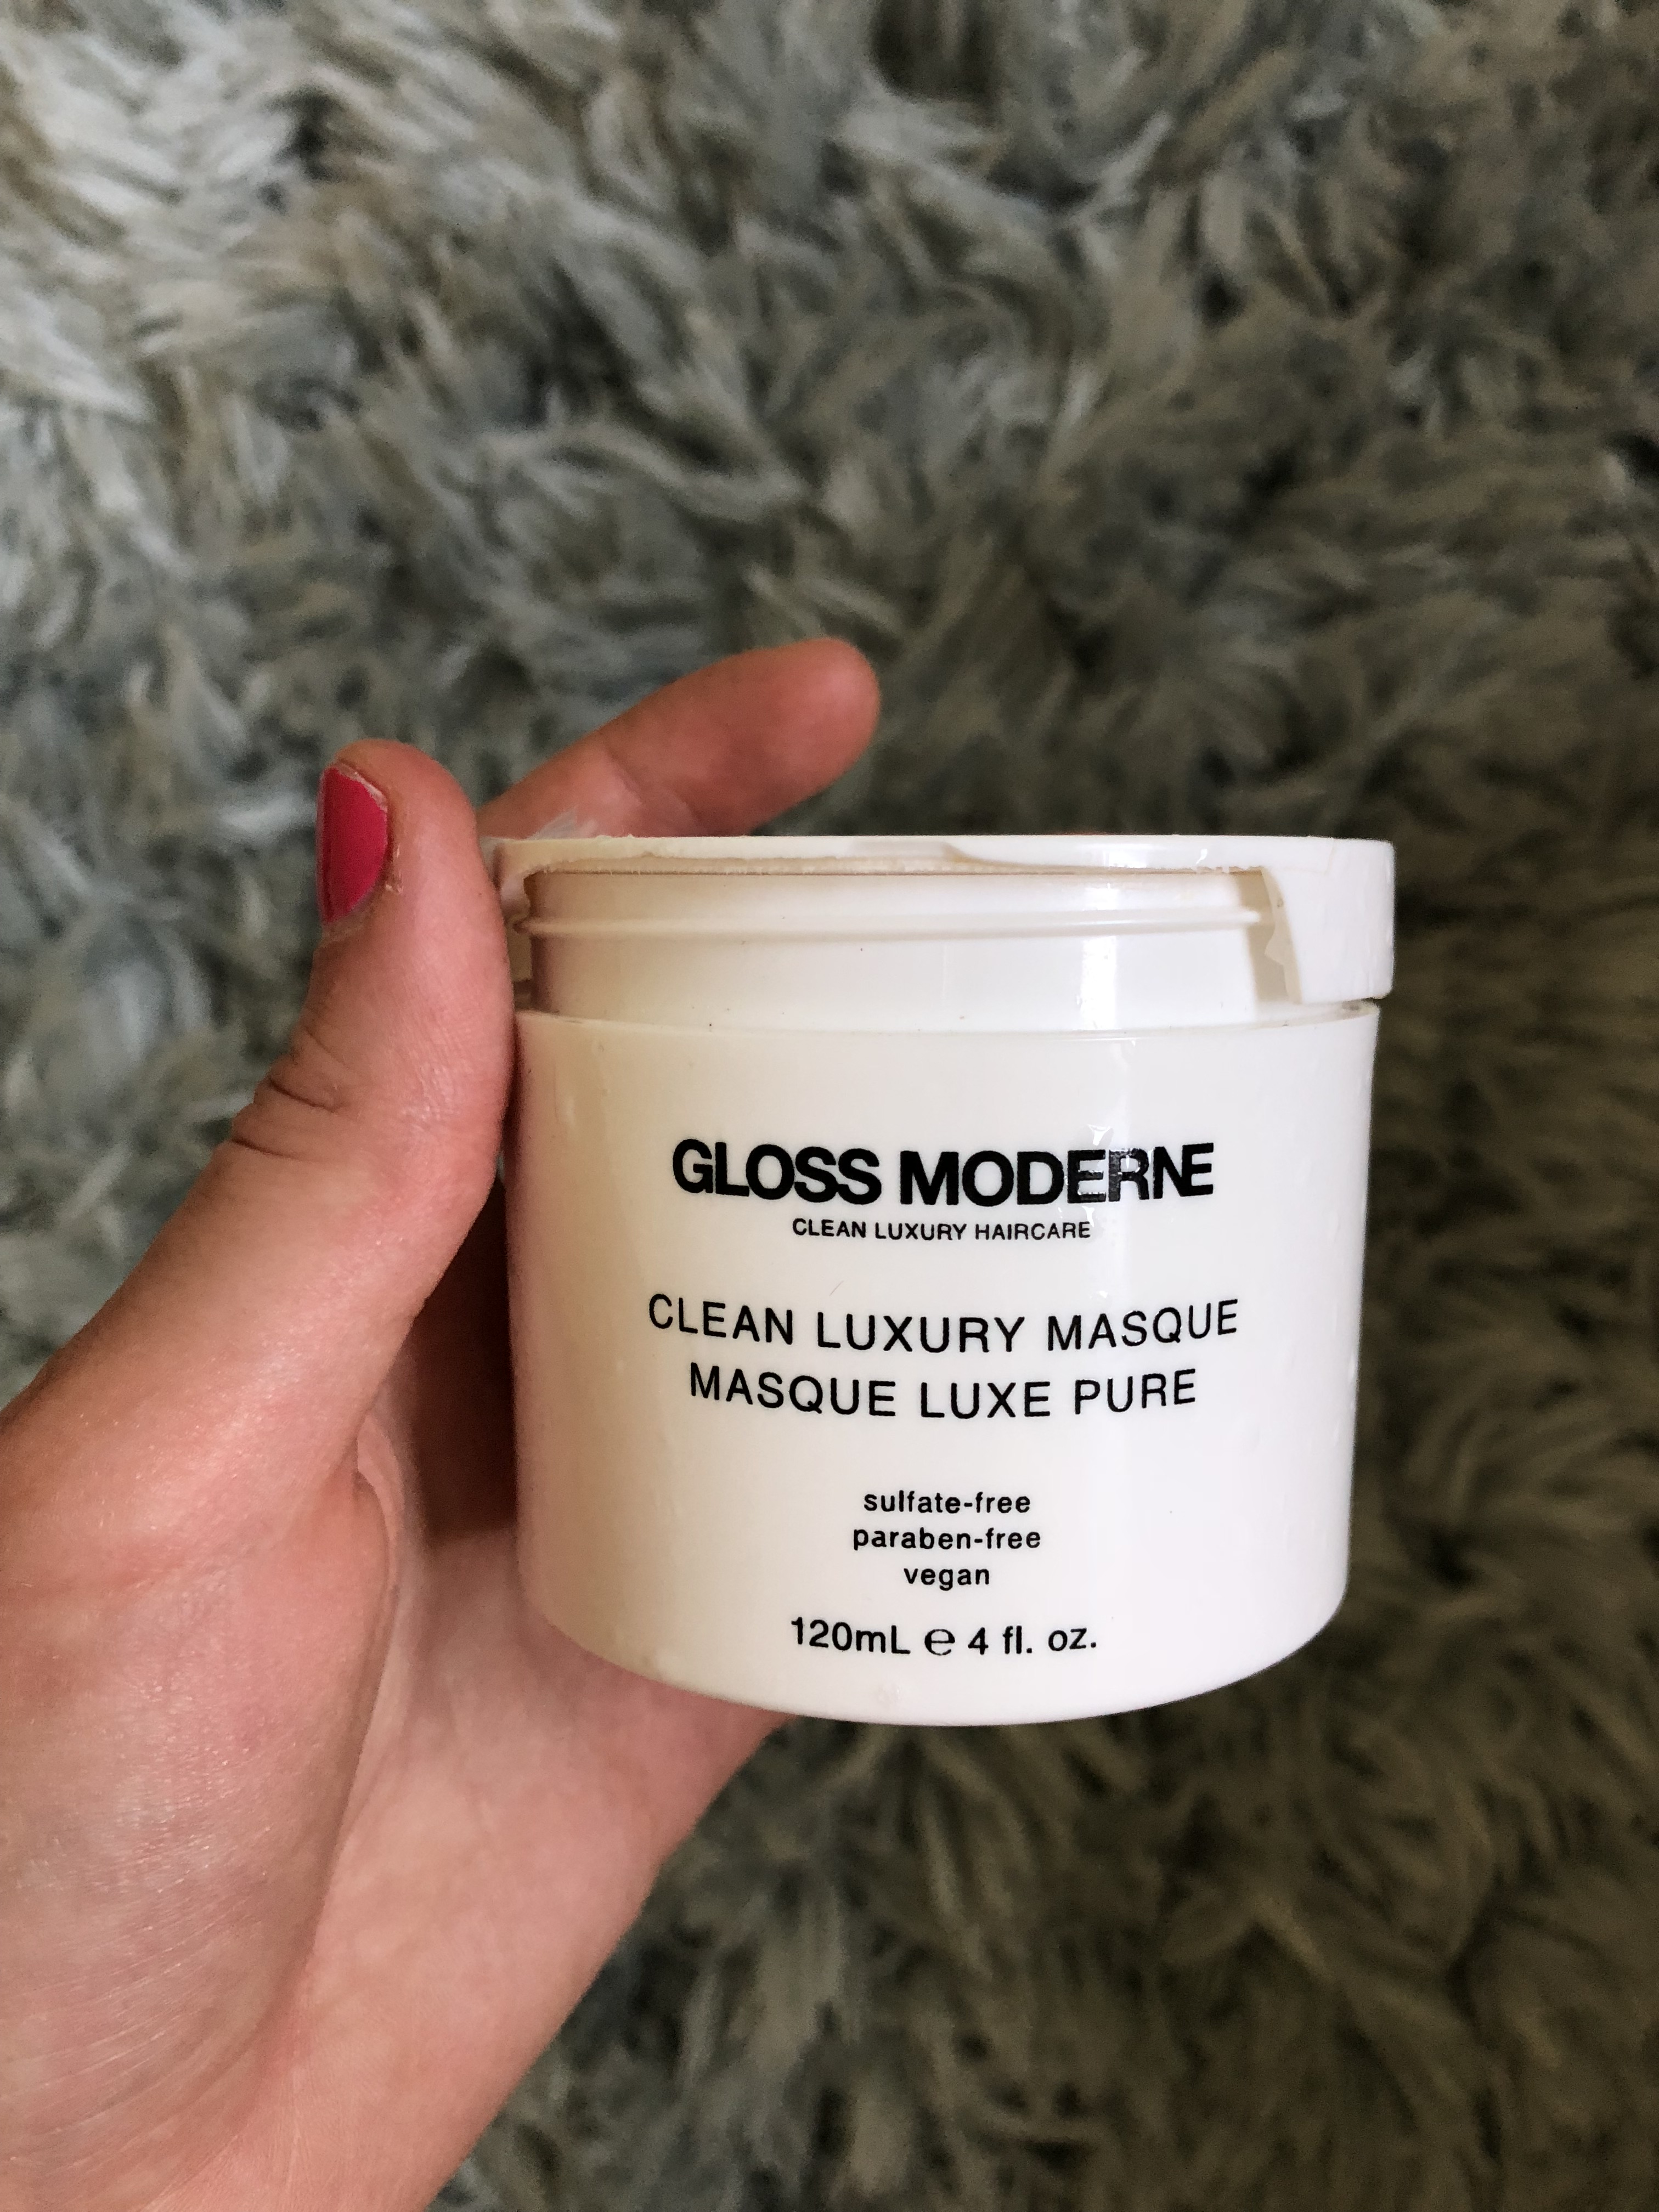 GLOSS MODERNE
CLEAN LUXURY HAIRCARE
CLEAN LUXURY MASQUE
MASQUE LUXE PURE
sulfate-free
paraben-free
vegan
120mL ℮ 4 fl. oz.